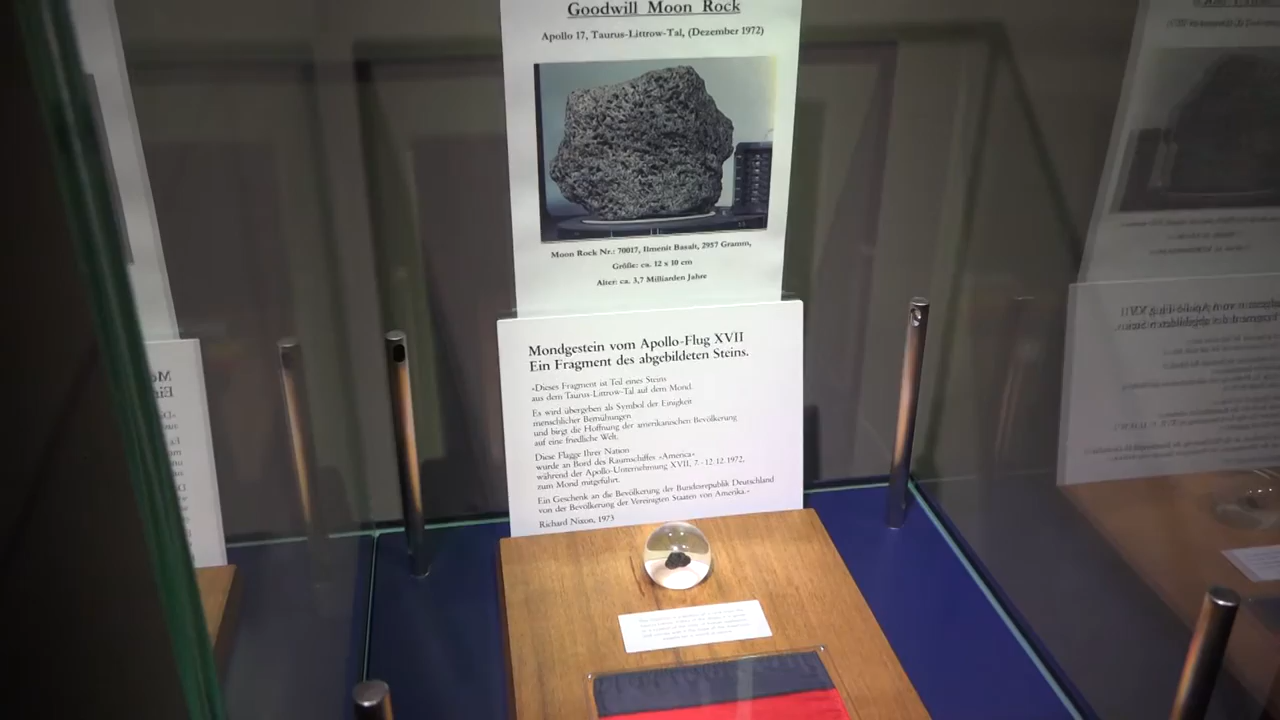 Goodwill Moon Rock
Apollo 17, Taurus-Littrow-Tal, (Dezember 1972)
Moon Rock Nr.: 70017, Ilmenit Basalt, 2957 Gramm,
Größe: ca. 12 x 10 cm
Alter: ca. 3,7 Milliarden Jahre
Mondgestein vom Apollo-Flug XVII
Ein Fragment des abgebildeten Steins.
»Dieses Fragment ist Teil eines Steins
aus dem Taurus-Littrow-Tal auf dem Mond.
Es wird übergeben als Symbol der Einigkeit
menschlicher Bemühungen
und birgt die Hoffnung der amerikanischen Bevölkerung
auf eine friedliche Welt.
Diese Flagge Ihrer Nation
wurde an Bord des Raumschiffes »America«
während der Apollo-Unternehmung XVII, 7.-12.12.1972,
zum Mond mitgeführt.
Ein Geschenk an die Bevölkerung der Bundesrepublik Deutschland
von der Bevölkerung der Vereinigten Staaten von Amerika.«
Richard Nixon, 1973